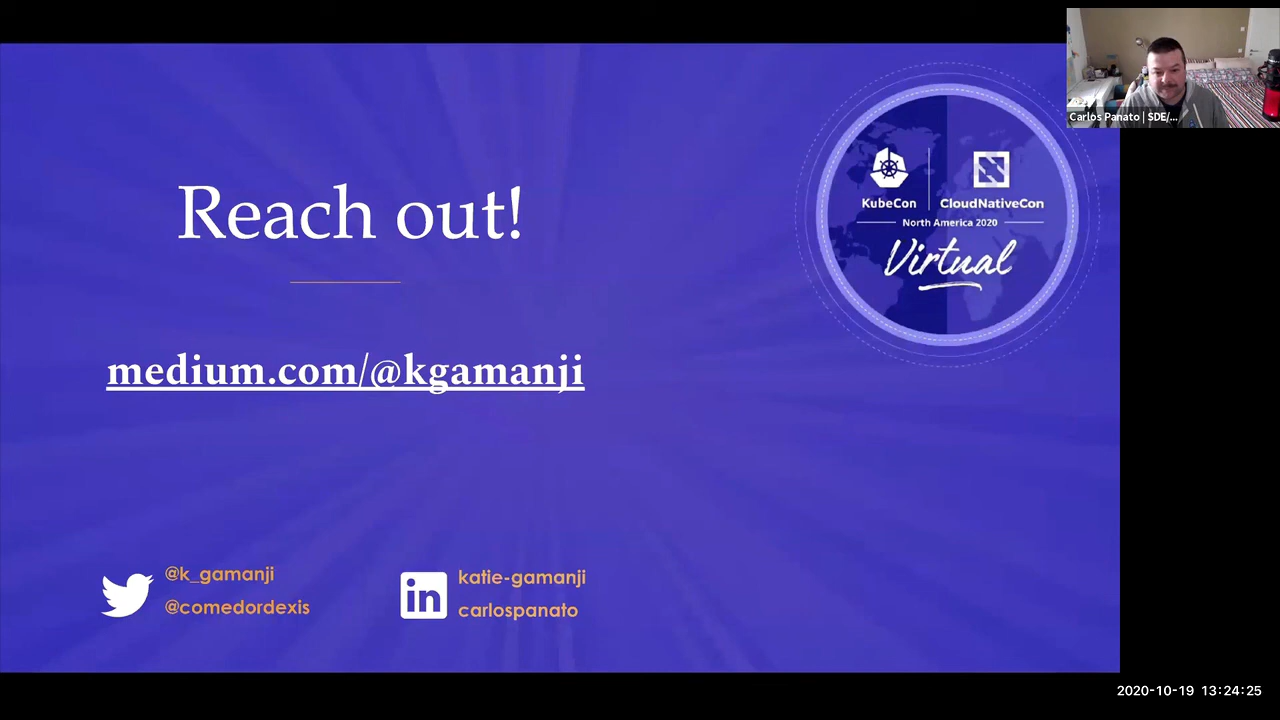 Reach out!
medium.com/@kgamanji
@k_gamanji
@comedordexis
in
katie-gamanji
carlospanato
KubeCon
CloudNativeCon
North America 2020
Virtual
Carlos Panato | SDE/...
2020-10-19 13:24:25